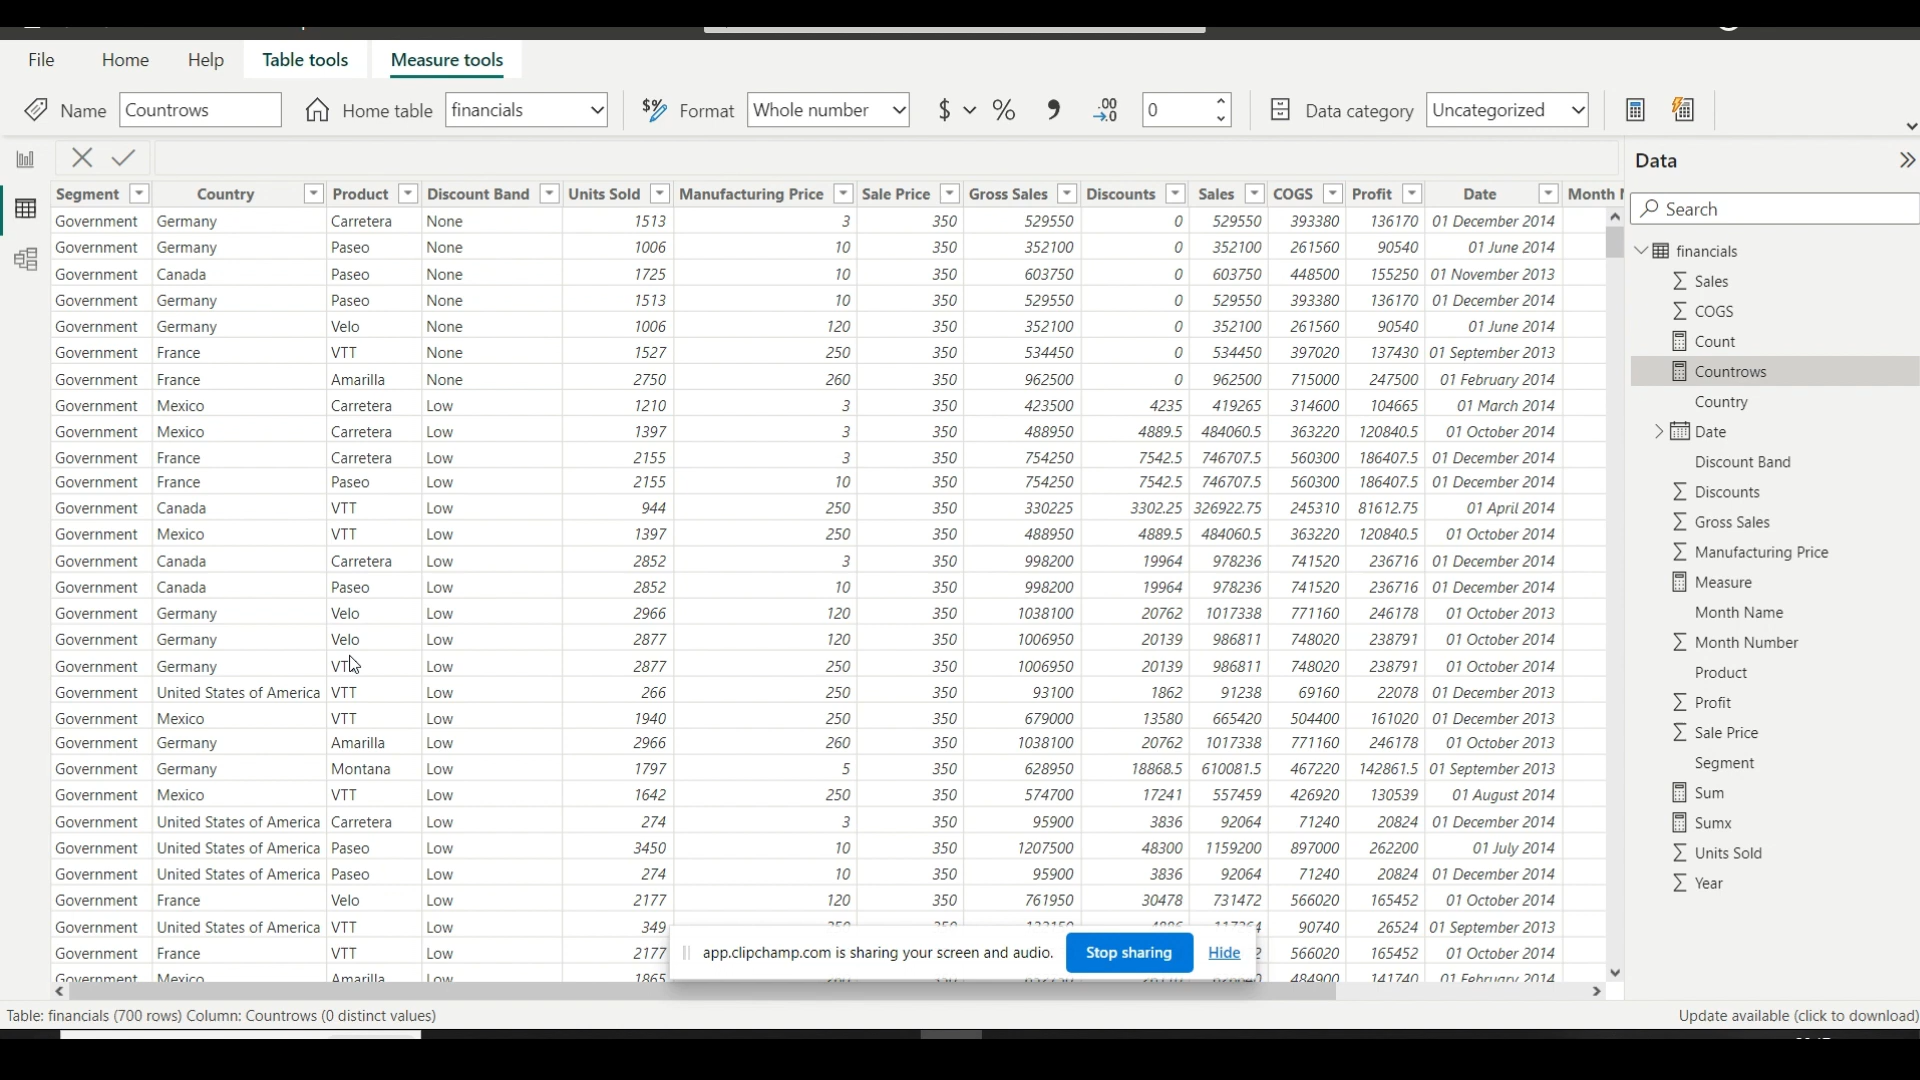 File Home Help Table tools Measure tools
Name Countrows Home table financials Format Whole number $ % 9 .00 →.0 0 Data category Uncategorized
Data
Segment Country Product Discount Band Units Sold Manufacturing Price Sale Price Gross Sales Discounts Sales COGS Profit Date Month
Government Germany Carretera None 1513 3 350 529550 0 529550 393380 136170 01 December 2014
Government Germany Paseo None 1006 10 350 352100 0 352100 261560 90540 01 June 2014
Government Canada Paseo None 1725 10 350 603750 0 603750 448500 155250 01 November 2013
Government Germany Paseo None 1513 10 350 529550 0 529550 393380 136170 01 December 2014
Government Germany Velo None 1006 120 350 352100 0 352100 261560 90540 01 June 2014
Government France VTT None 1527 250 350 534450 0 534450 397020 137430 01 September 2013
Government France Amarilla None 2750 260 350 962500 0 962500 715000 247500 01 February 2014
Government Mexico Carretera Low 1210 3 350 423500 4235 419265 314600 104665 01 March 2014
Government Mexico Carretera Low 1397 3 350 488950 4889.5 484060.5 363220 120840.5 01 October 2014
Government France Carretera Low 2155 3 350 754250 7542.5 746707.5 560300 186407.5 01 December 2014
Government France Paseo Low 2155 10 350 754250 7542.5 746707.5 560300 186407.5 01 December 2014
Government Canada VTT Low 944 250 350 330225 3302.25 326922.75 245310 81612.75 01 April 2014
Government Mexico VTT Low 1397 250 350 488950 4889.5 484060.5 363220 120840.5 01 October 2014
Government Canada Carretera Low 2852 3 350 998200 19964 978236 741520 236716 01 December 2014
Government Canada Paseo Low 2852 10 350 998200 19964 978236 741520 236716 01 December 2014
Government Germany Velo Low 2966 120 350 1038100 20762 1017338 771160 246178 01 October 2013
Government Germany Velo Low 2877 120 350 1006950 20139 986811 748020 238791 01 October 2014
Government Germany VTT Low 2877 250 350 1006950 20139 986811 748020 238791 01 October 2014
Government United States of America VTT Low 266 250 350 93100 1862 91238 69160 22078 01 December 2013
Government Mexico VTT Low 1940 250 350 679000 13580 665420 504400 161020 01 December 2013
Government Germany Amarilla Low 2966 260 350 1038100 20762 1017338 771160 246178 01 October 2013
Government Germany Montana Low 1797 5 350 628950 18868.5 610081.5 467220 142861.5 01 September 2013
Government Mexico VTT Low 1642 250 350 574700 17241 557459 426920 130539 01 August 2014
Government United States of America Carretera Low 274 3 350 95900 3836 92064 71240 20824 01 December 2014
Government United States of America Paseo Low 3450 10 350 1207500 48300 1159200 897000 262200 01 July 2014
Government United States of America Paseo Low 274 10 350 95900 3836 92064 71240 20824 01 December 2014
Government France Velo Low 2177 120 350 761950 30478 731472 566020 165452 01 October 2014
Government United States of America VTT Low 349 90740 26524 01 September 2013
Government France VTT Low 2177 566020 165452 01 October 2014
Government Mexico Amarilla Low 1865 484900 141740 01 February 2014
app.clipchamp.com is sharing your screen and audio. Stop sharing Hide
Search
financials
Sales
COGS
Count
Countrows
Country
Date
Discount Band
Discounts
Gross Sales
Manufacturing Price
Measure
Month Name
Month Number
Product
Profit
Sale Price
Segment
Sum
Sumx
Units Sold
Year
Table: financials (700 rows) Column: Countrows (0 distinct values)
Update available (click to download)